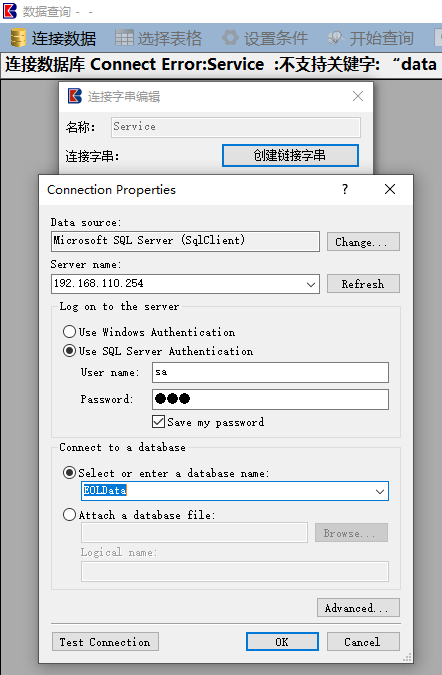 数据查询 - -
连接数据 选择表格 设置条件 开始查询
连接数据库 Connect Error:Service :不支持关键字: “data
连接字串编辑
名称: Service
连接字串: 创建链接字串
Connection Properties ?
Data source:
Microsoft SQL Server (SqlClient) Change...
Server name:
192.168.110.254 Refresh
Log on to the server
Use Windows Authentication
Use SQL Server Authentication
User name: sa
Password: ●●●
Save my password
Connect to a database
Select or enter a database name:
EOLData
Attach a database file:
Browse...
Logical name:
Advanced...
Test Connection OK Cancel